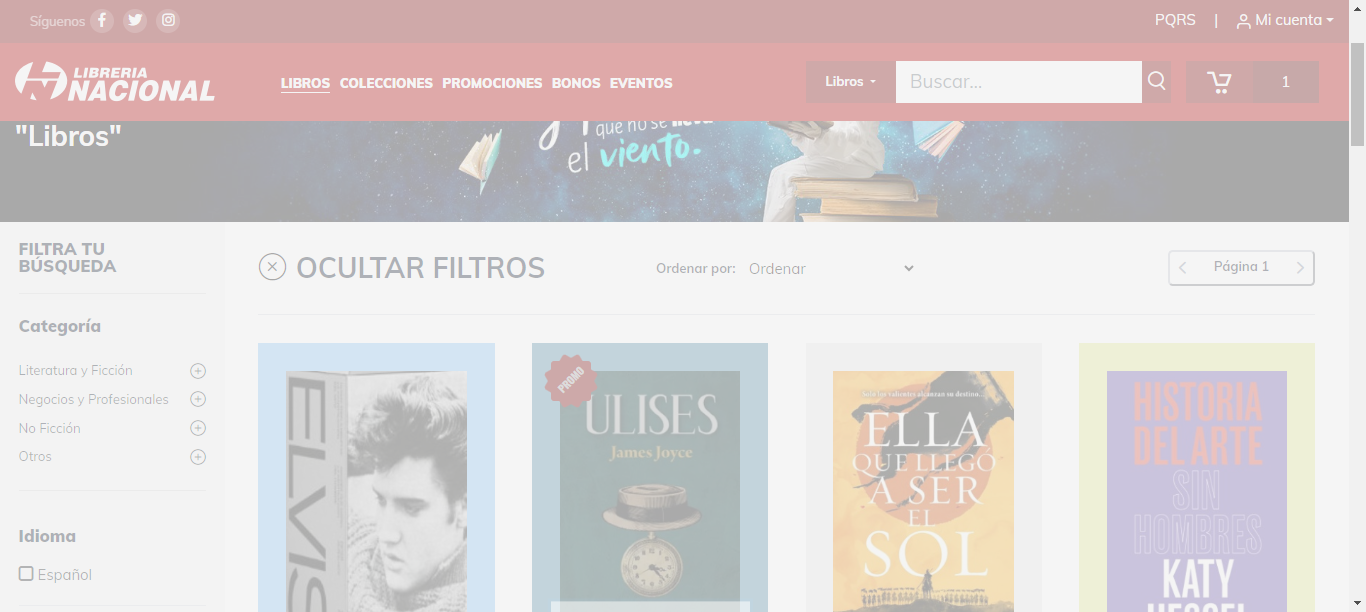 Síguenos
PQRS | Mi cuenta
LIBRERIA
NACIONAL
LIBROS COLECCIONES PROMOCIONES BONOS EVENTOS
Libros
Buscar...
1
"Libros"
que no se lleva
el viento.
FILTRA TU
BÚSQUEDA
OCULTAR FILTROS
Ordenar por: Ordenar
Página 1
Categoría
Literatura y Ficción
Negocios y Profesionales
No Ficción
Otros
Idioma
Español
ELVIS
PROMO
ULISES
James Joyce
Solo los valientes alcanzan su destino...
ELLA
QUE LLEGÓ
A SER
EL
SOL
HISTORIA
DEL ARTE
SIN
HOMBRES
KATY
HESSEL